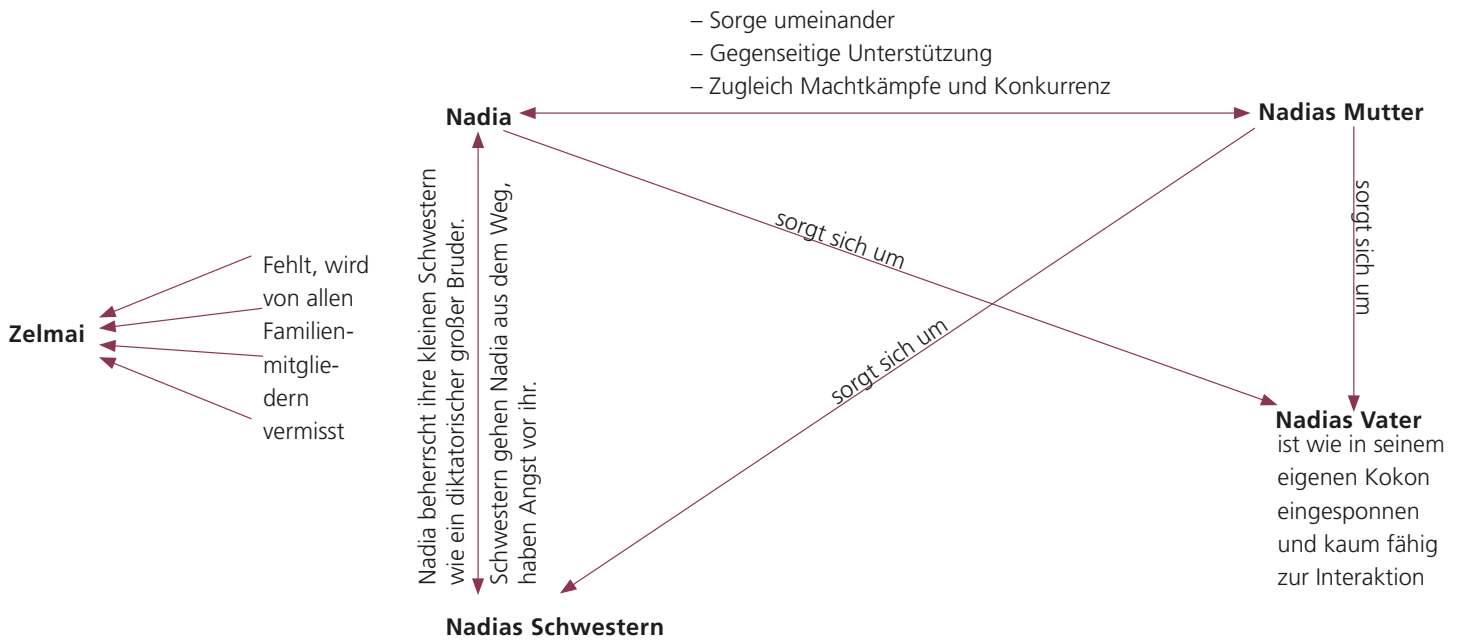 – Sorge umeinander
– Gegenseitige Unterstützung
– Zugleich Machtkämpfe und Konkurrenz
Nadia
Nadias Mutter
Nadia beherrscht ihre kleinen Schwestern
wie ein diktatorischer großer Bruder.
Schwestern gehen Nadia aus dem Weg,
haben Angst vor ihr.
sorgt sich um
sorgt sich um
sorgt sich um
Zelmai
Fehlt, wird
von allen
Familien-
mitglie-
dern
vermisst
Nadias Vater
ist wie in seinem
eigenen Kokon
eingesponnen
und kaum fähig
zur Interaktion
Nadias Schwestern